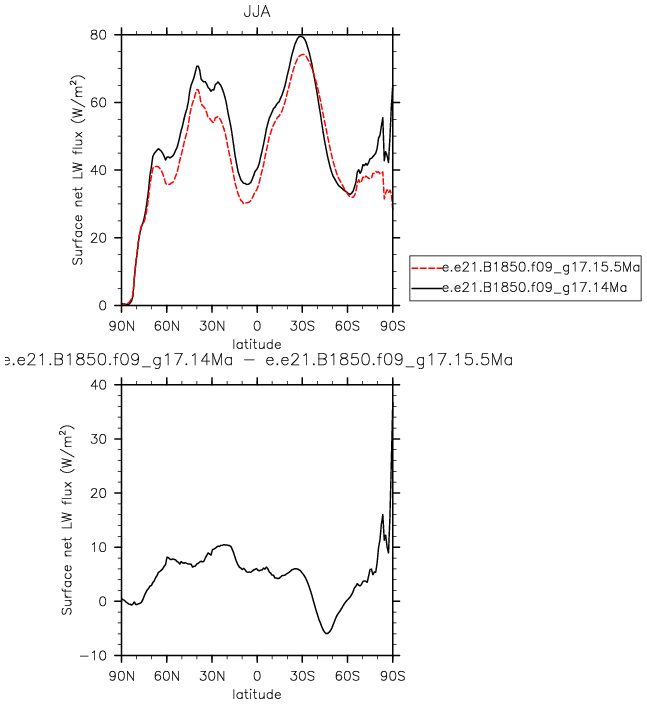 JJA
Surface net LW flux (W/m²)
80
60
40
20
0
90N 60N 30N 0 30S 60S 90S
latitude
e.e21.B1850.f09_g17.15.5Ma
e.e21.B1850.f09_g17.14Ma
e.e21.B1850.f09_g17.14Ma − e.e21.B1850.f09_g17.15.5Ma
Surface net LW flux (W/m²)
40
30
20
10
0
−10
90N 60N 30N 0 30S 60S 90S
latitude